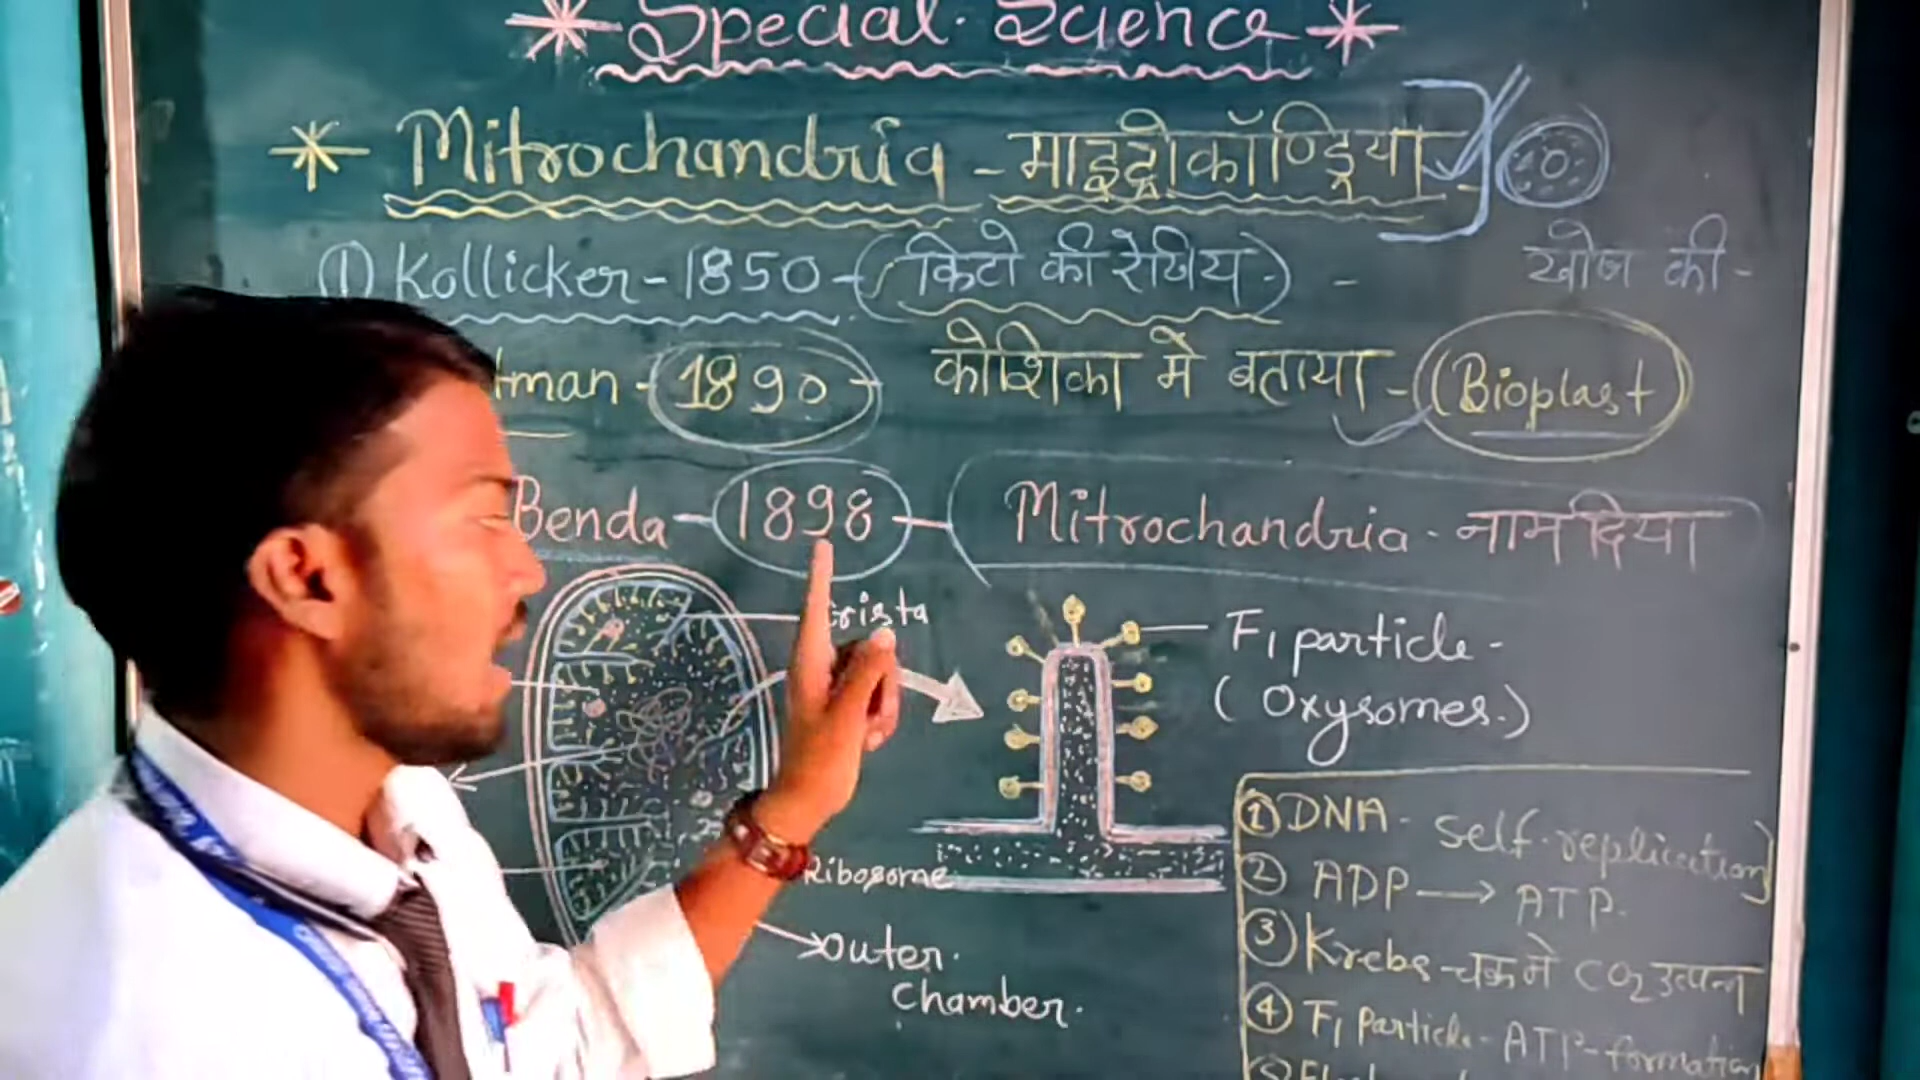 Special Science
Mitrochandria - माइट्रोकॉण्ड्रिया
(1) Kollicker - 1850 - (किटो की रेशिय) - खोज की -
tman - 1890 - कोशिका में बताया - (Bioplast)
Benda - 1898 - Mitrochandria - नाम दिया
crista
F1 particle -
(Oxysomes.)
Ribosome
Outer.
Chamber.
(1) DNA - Self-replication
(2) ADP → ATP.
(3) Krebs - चक्र मे CO2 उत्पन्न
(4) F1 Particle - ATP-formation
(5)